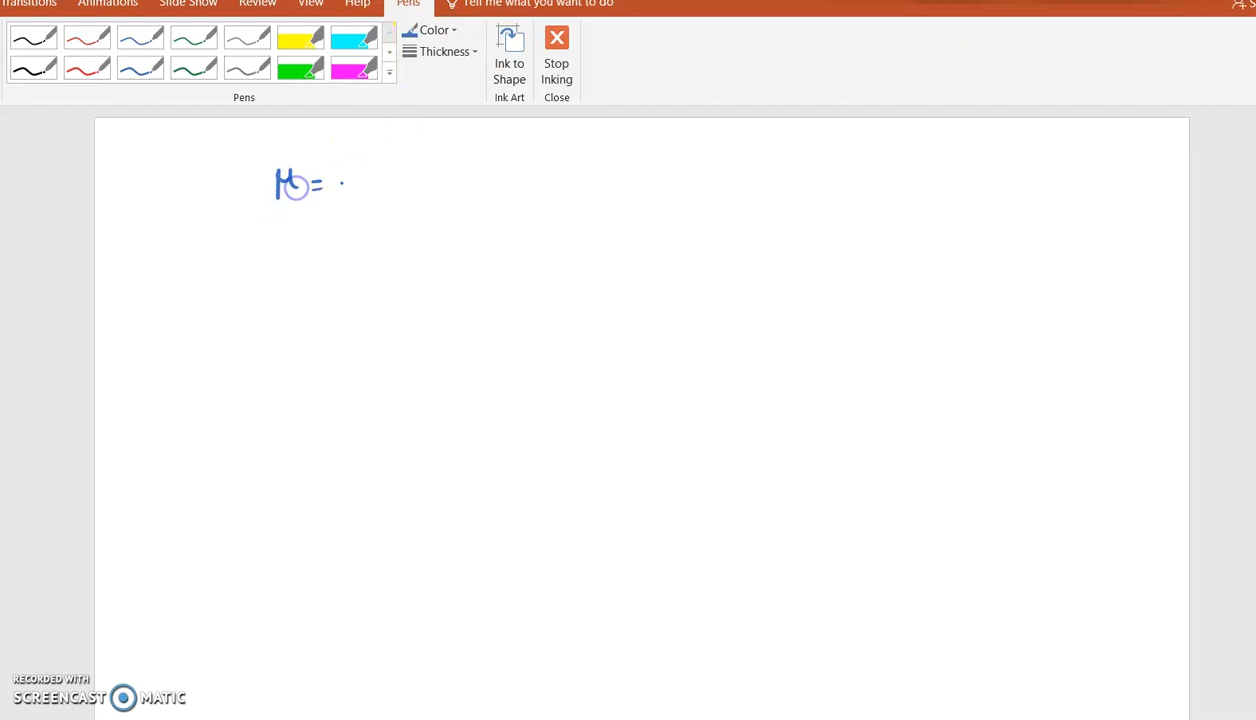 Transitions Animations Slide Show Review View Help Pens Tell me what you want to do
Color
Thickness
Ink to Shape
Stop Inking
Pens Ink Art Close
μ = .
RECORDED WITH
SCREENCAST MATIC